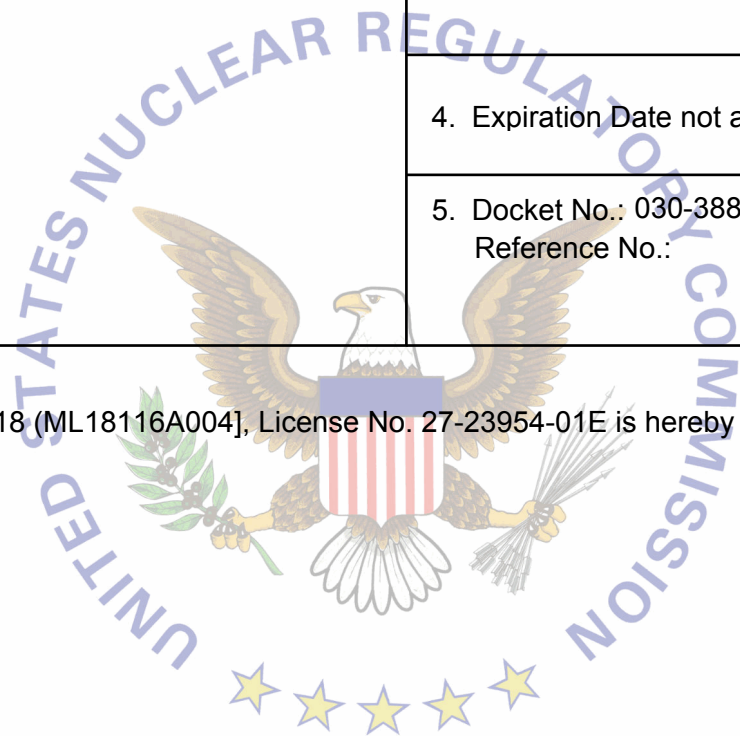 UNITED STATES NUCLEAR REGULATORY COMMISSION
4. Expiration Date not a
5. Docket No.: 030-388
Reference No.:
18 (ML18116A004], License No. 27-23954-01E is hereby